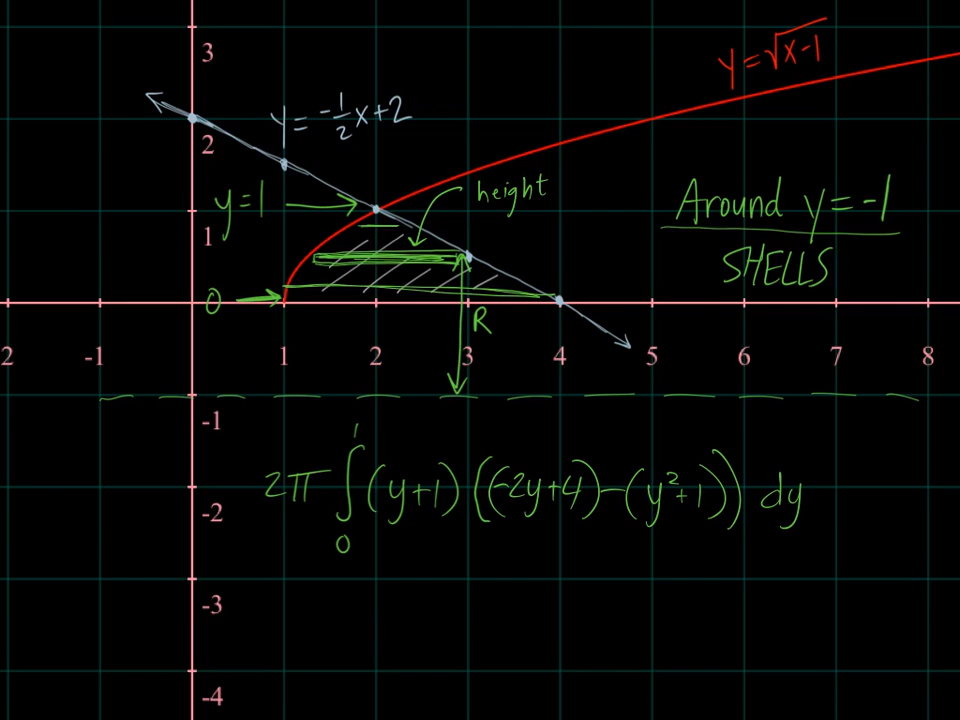 y=√x-1
3
y=-1/2x+2
2
height
y=1
Around y=-1
1
SHELLS
0
R
2 -1 1 2 3 4 5 6 7 8
-1
2π ∫₀¹ (y+1)((-2y+4)-(y²+1)) dy
-2
-3
-4